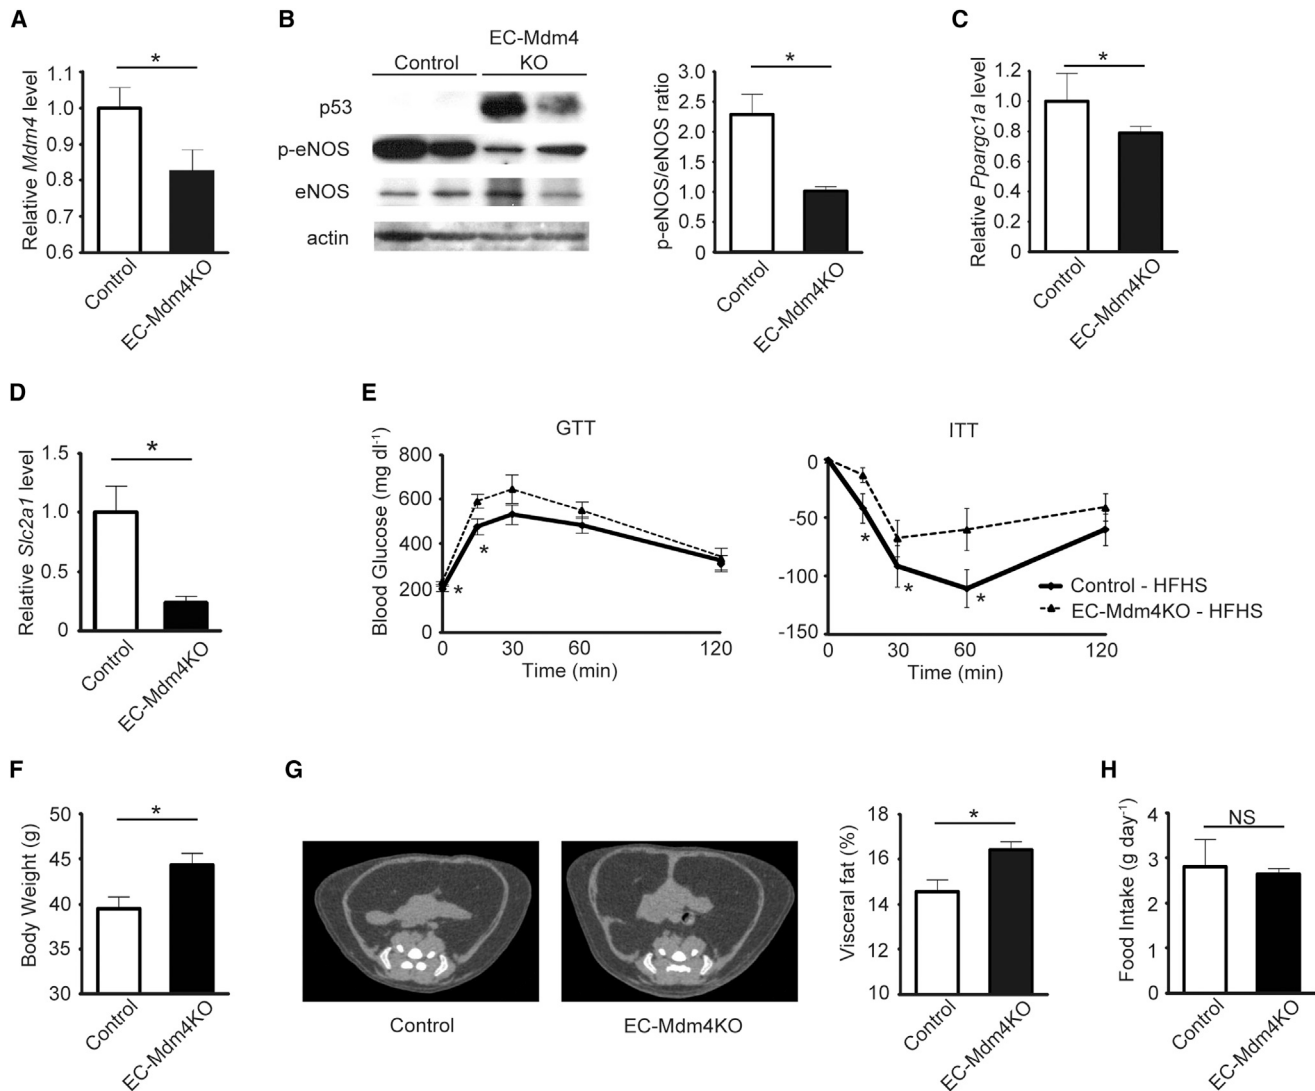 A
Relative Mdm4 level
1.1
1.0
0.9
0.8
0.7
0.6
*
Control
EC-Mdm4KO
B
Control
EC-Mdm4
KO
p53
p-eNOS
eNOS
actin
p-eNOS/eNOS ratio
3.0
2.5
2.0
1.5
1.0
0.5
0
*
Control
EC-Mdm4KO
C
Relative Ppargc1a level
1.2
1.0
0.8
0.6
0.4
0.2
0
*
Control
EC-Mdm4KO
D
Relative Slc2a1 level
1.5
1.0
0.5
0
*
Control
EC-Mdm4KO
E
GTT
Blood Glucose (mg dl-1)
800
600
400
200
0
*
*
0 30 60 120
Time (min)
ITT
0
-50
-100
-150
*
*
*
0 30 60 120
Time (min)
Control - HFHS
EC-Mdm4KO - HFHS
F
Body Weight (g)
50
45
40
35
30
*
Control
EC-Mdm4KO
G
Control
EC-Mdm4KO
Visceral fat (%)
18
16
14
12
10
*
Control
EC-Mdm4KO
H
Food Intake (g day-1)
4
3
2
1
0
NS
Control
EC-Mdm4KO